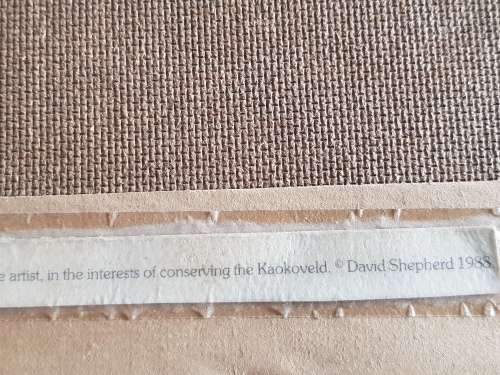 e artist, in the interests of conserving the Kaokoveld. © David Shepherd 1988.